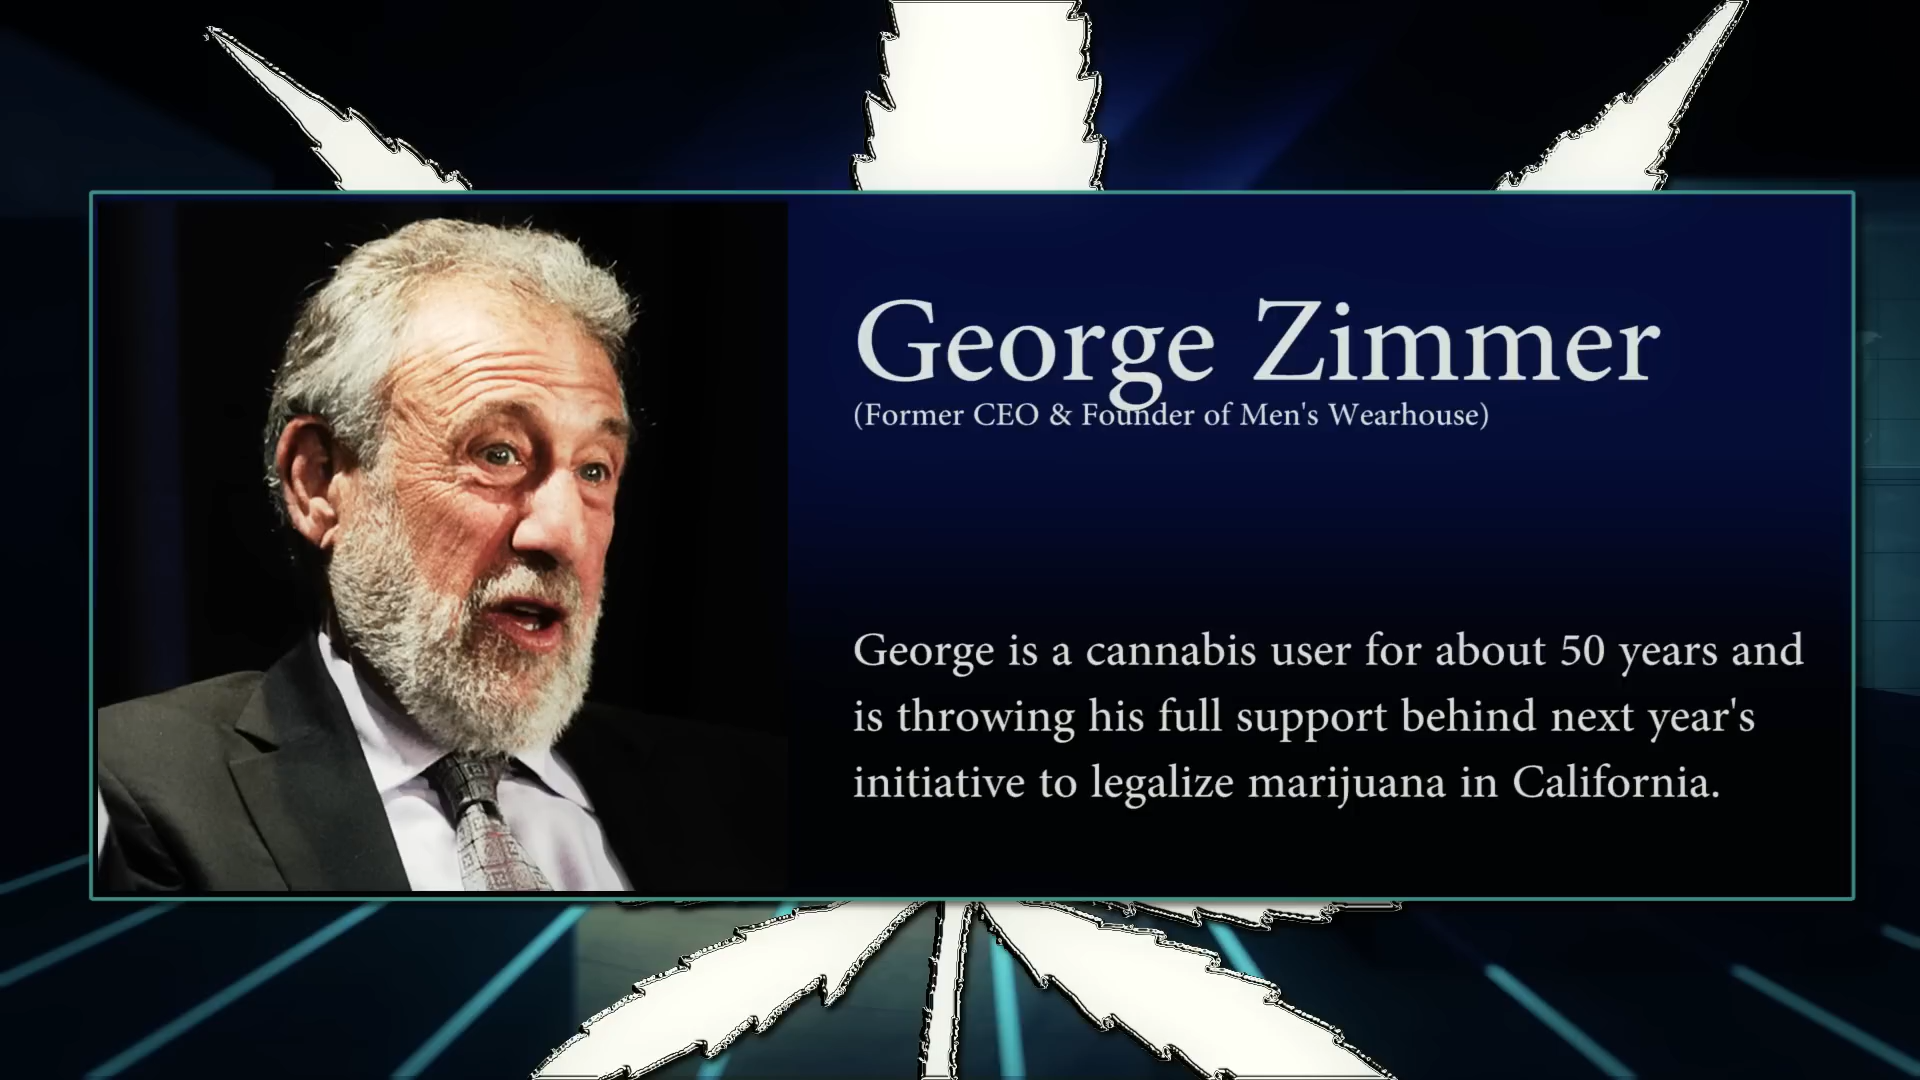 George Zimmer
(Former CEO & Founder of Men's Wearhouse)
George is a cannabis user for about 50 years and
is throwing his full support behind next year's
initiative to legalize marijuana in California.